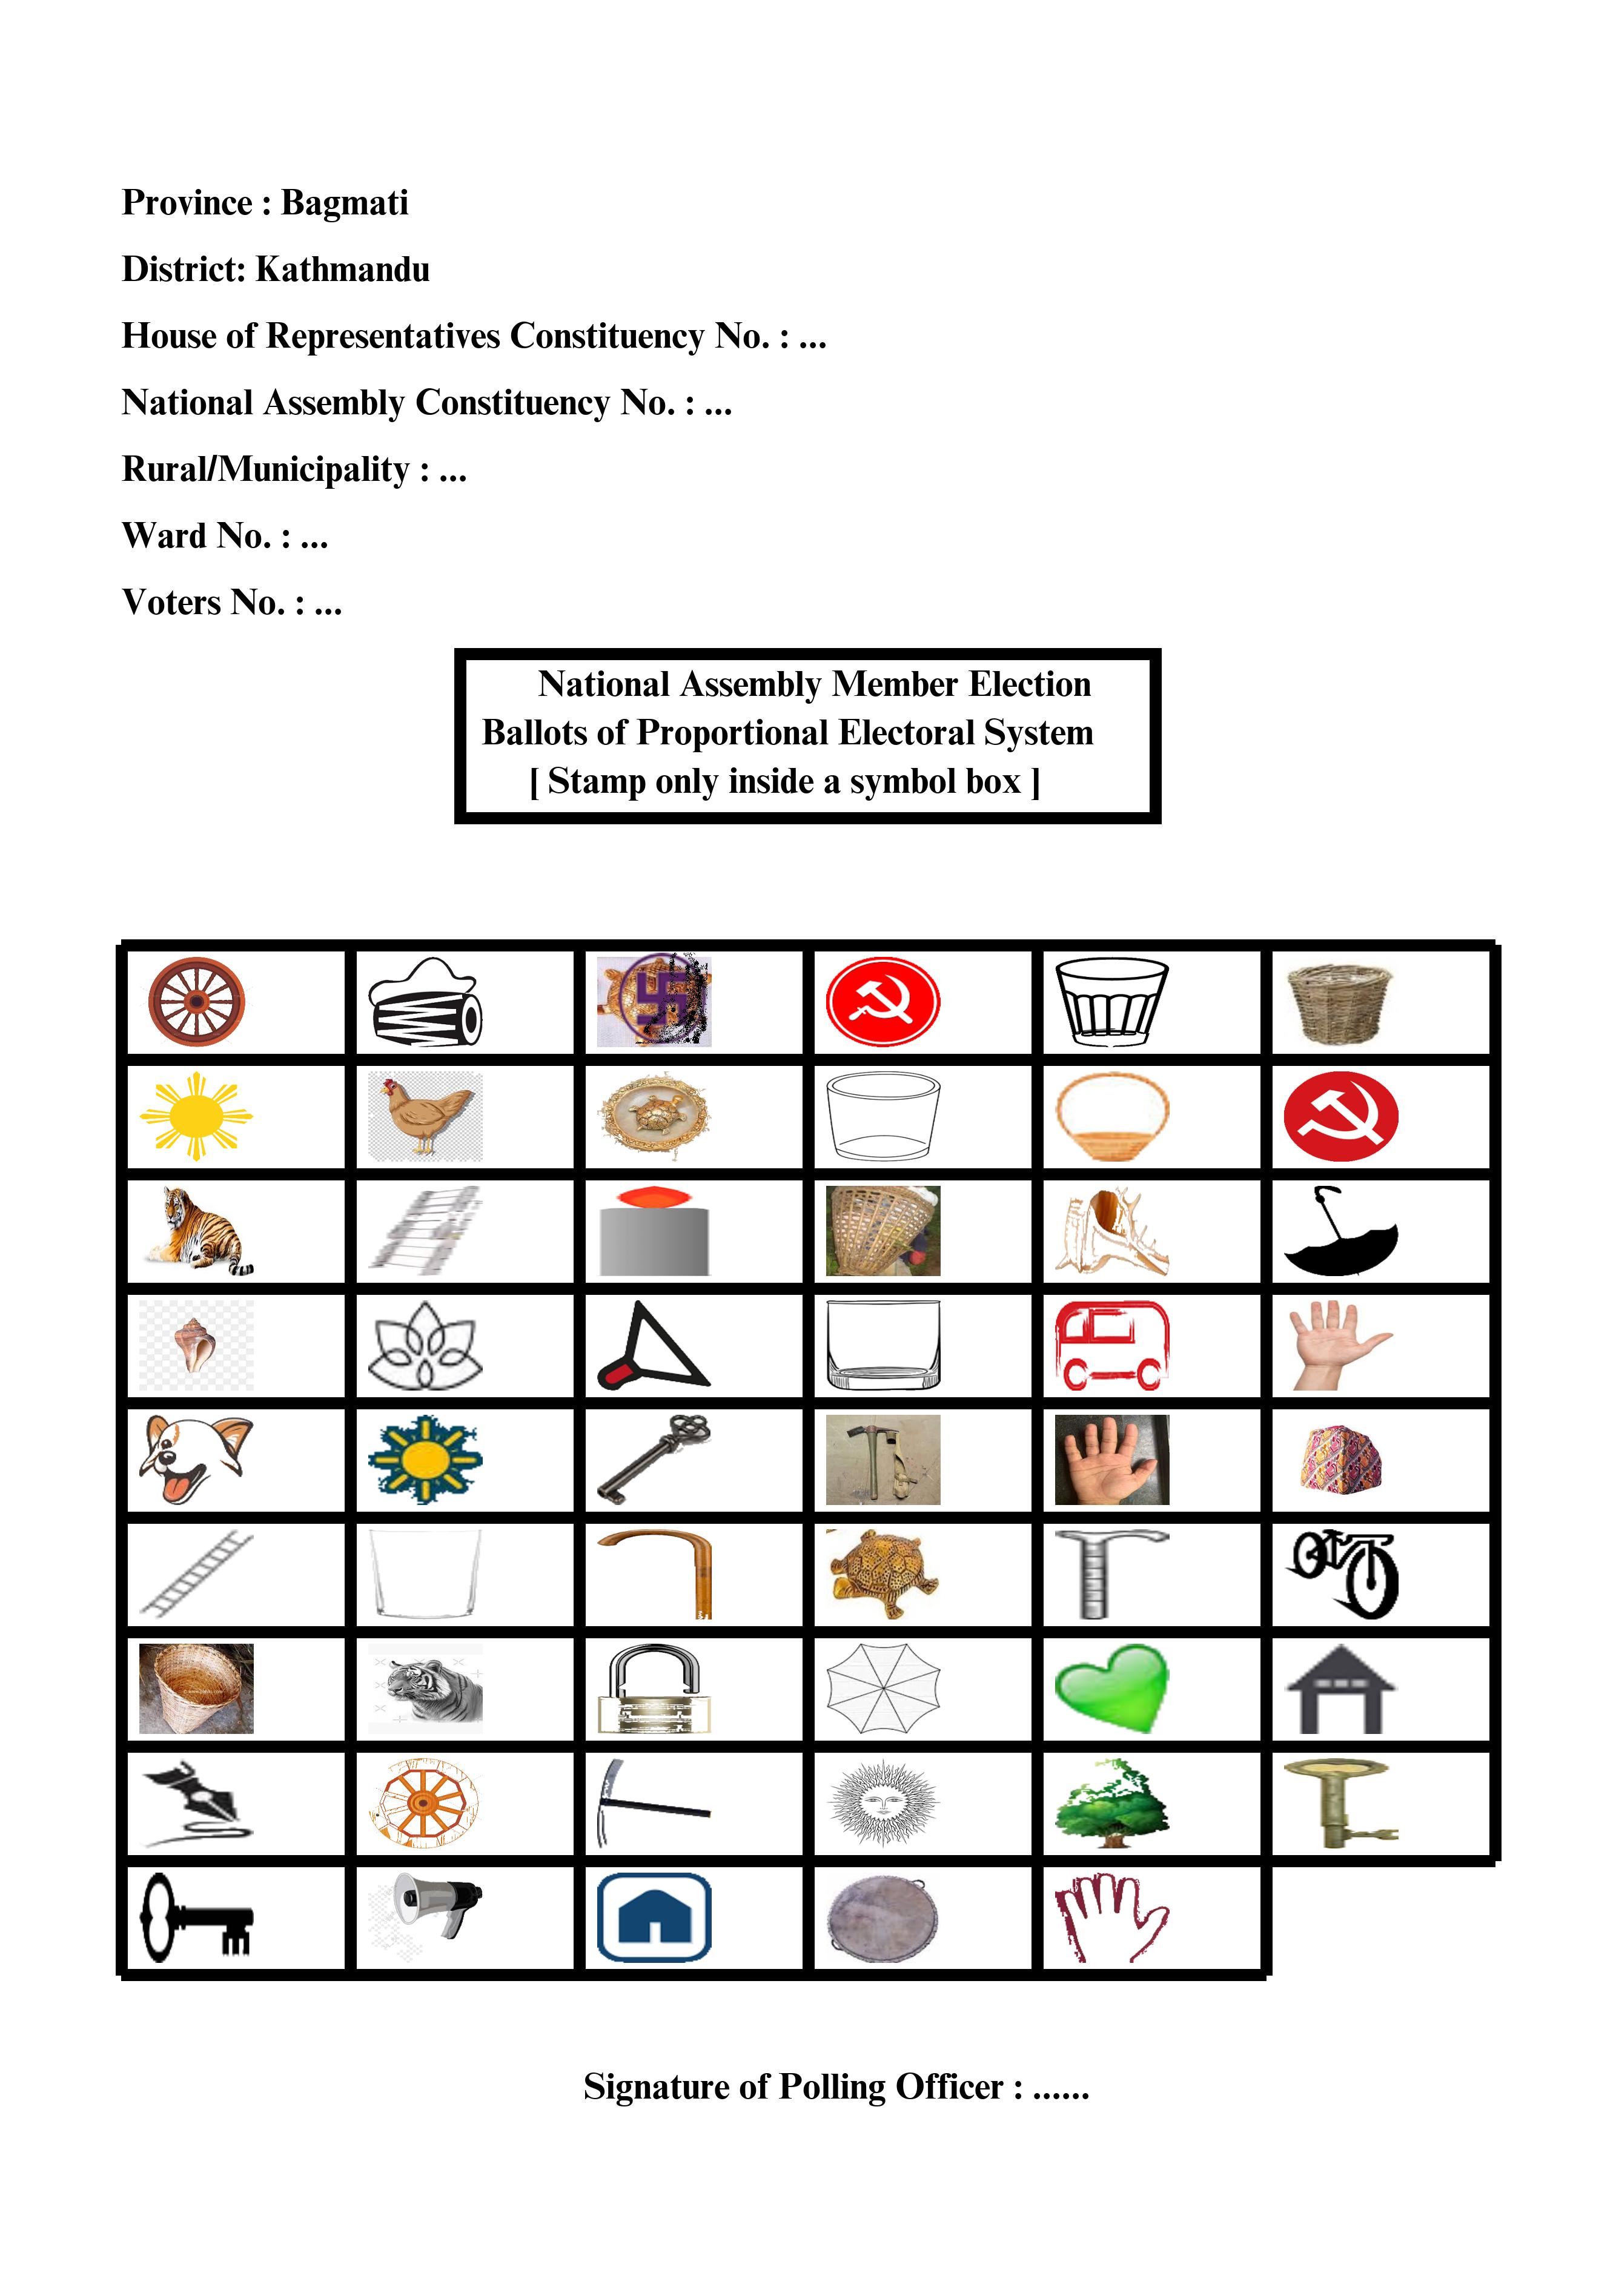 Province : Bagmati
District: Kathmandu
House of Representatives Constituency No. : ...
National Assembly Constituency No. : ...
Rural/Municipality : ...
Ward No. : ...
Voters No. : ...
National Assembly Member Election
Ballots of Proportional Electoral System
[ Stamp only inside a symbol box ]
Signature of Polling Officer : ......